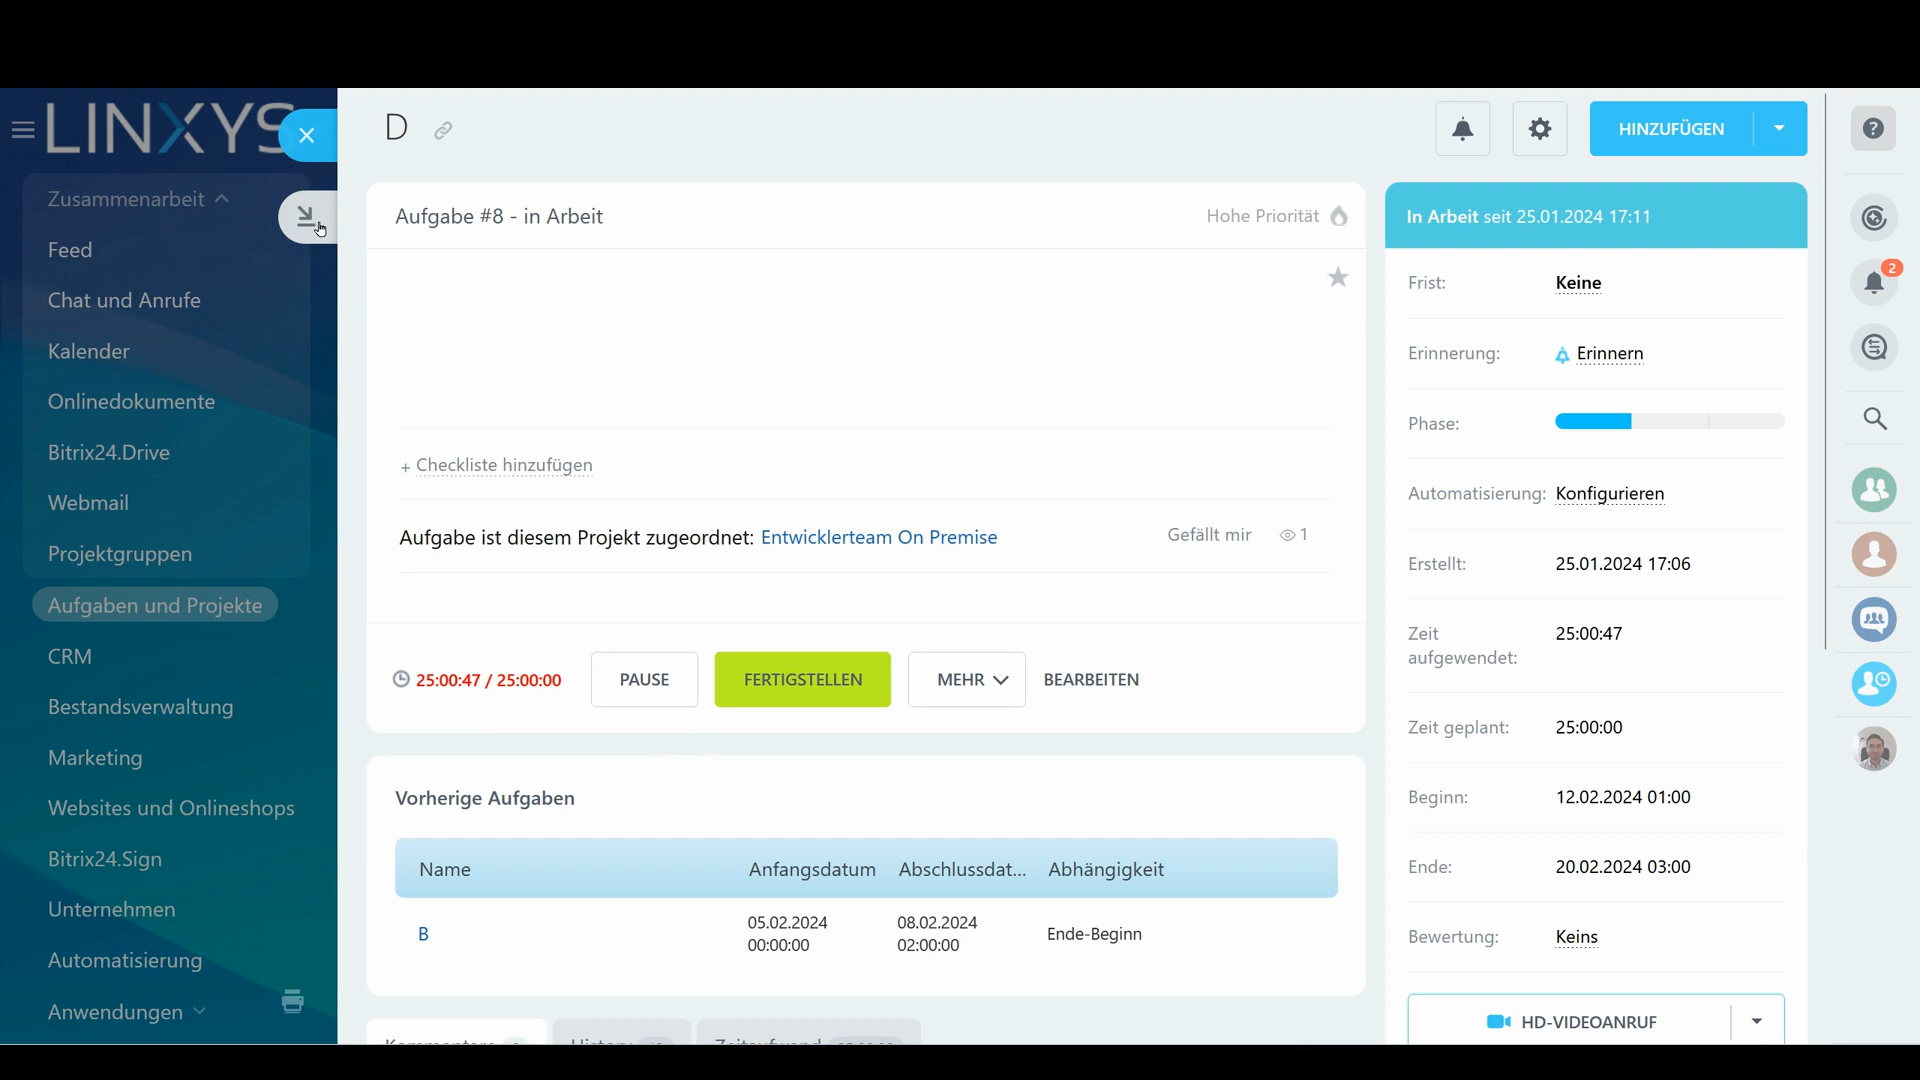 LINXYS
Zusammenarbeit
Feed
Chat und Anrufe
Kalender
Onlinedokumente
Bitrix24.Drive
Webmail
Projektgruppen
Aufgaben und Projekte
CRM
Bestandsverwaltung
Marketing
Websites und Onlineshops
Bitrix24.Sign
Unternehmen
Automatisierung
Anwendungen
D
HINZUFÜGEN
Aufgabe #8 - in Arbeit
Hohe Priorität
+ Checkliste hinzufügen
Aufgabe ist diesem Projekt zugeordnet: Entwicklerteam On Premise
Gefällt mir 1
25:00:47 / 25:00:00
PAUSE
FERTIGSTELLEN
MEHR
BEARBEITEN
Vorherige Aufgaben
Name Anfangsdatum Abschlussdat... Abhängigkeit
B 05.02.2024 08.02.2024 Ende-Beginn
00:00:00 02:00:00
Kommentare
History
Zeitaufwand
In Arbeit seit 25.01.2024 17:11
Frist: Keine
Erinnerung: Erinnern
Phase:
Automatisierung: Konfigurieren
Erstellt: 25.01.2024 17:06
Zeit 25:00:47
aufgewendet:
Zeit geplant: 25:00:00
Beginn: 12.02.2024 01:00
Ende: 20.02.2024 03:00
Bewertung: Keins
HD-VIDEOANRUF
?
2